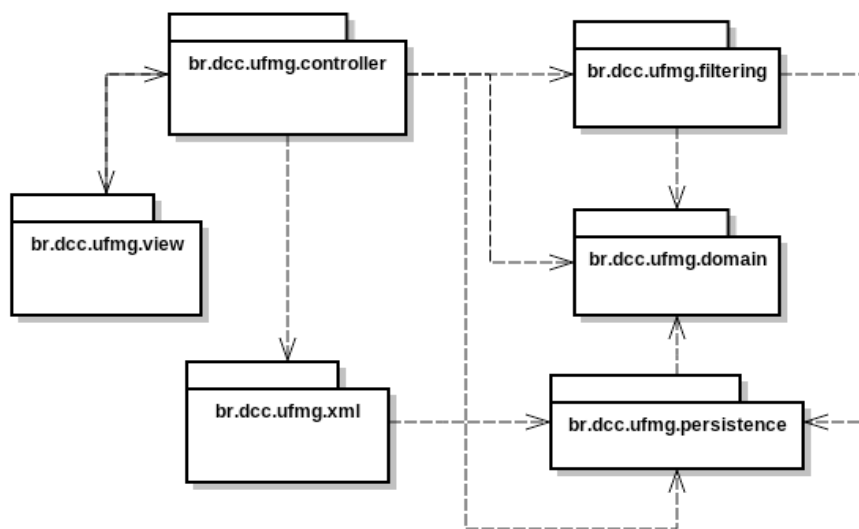 br.dcc.ufmg.controller
br.dcc.ufmg.filtering
br.dcc.ufmg.view
br.dcc.ufmg.domain
br.dcc.ufmg.xml
br.dcc.ufmg.persistence